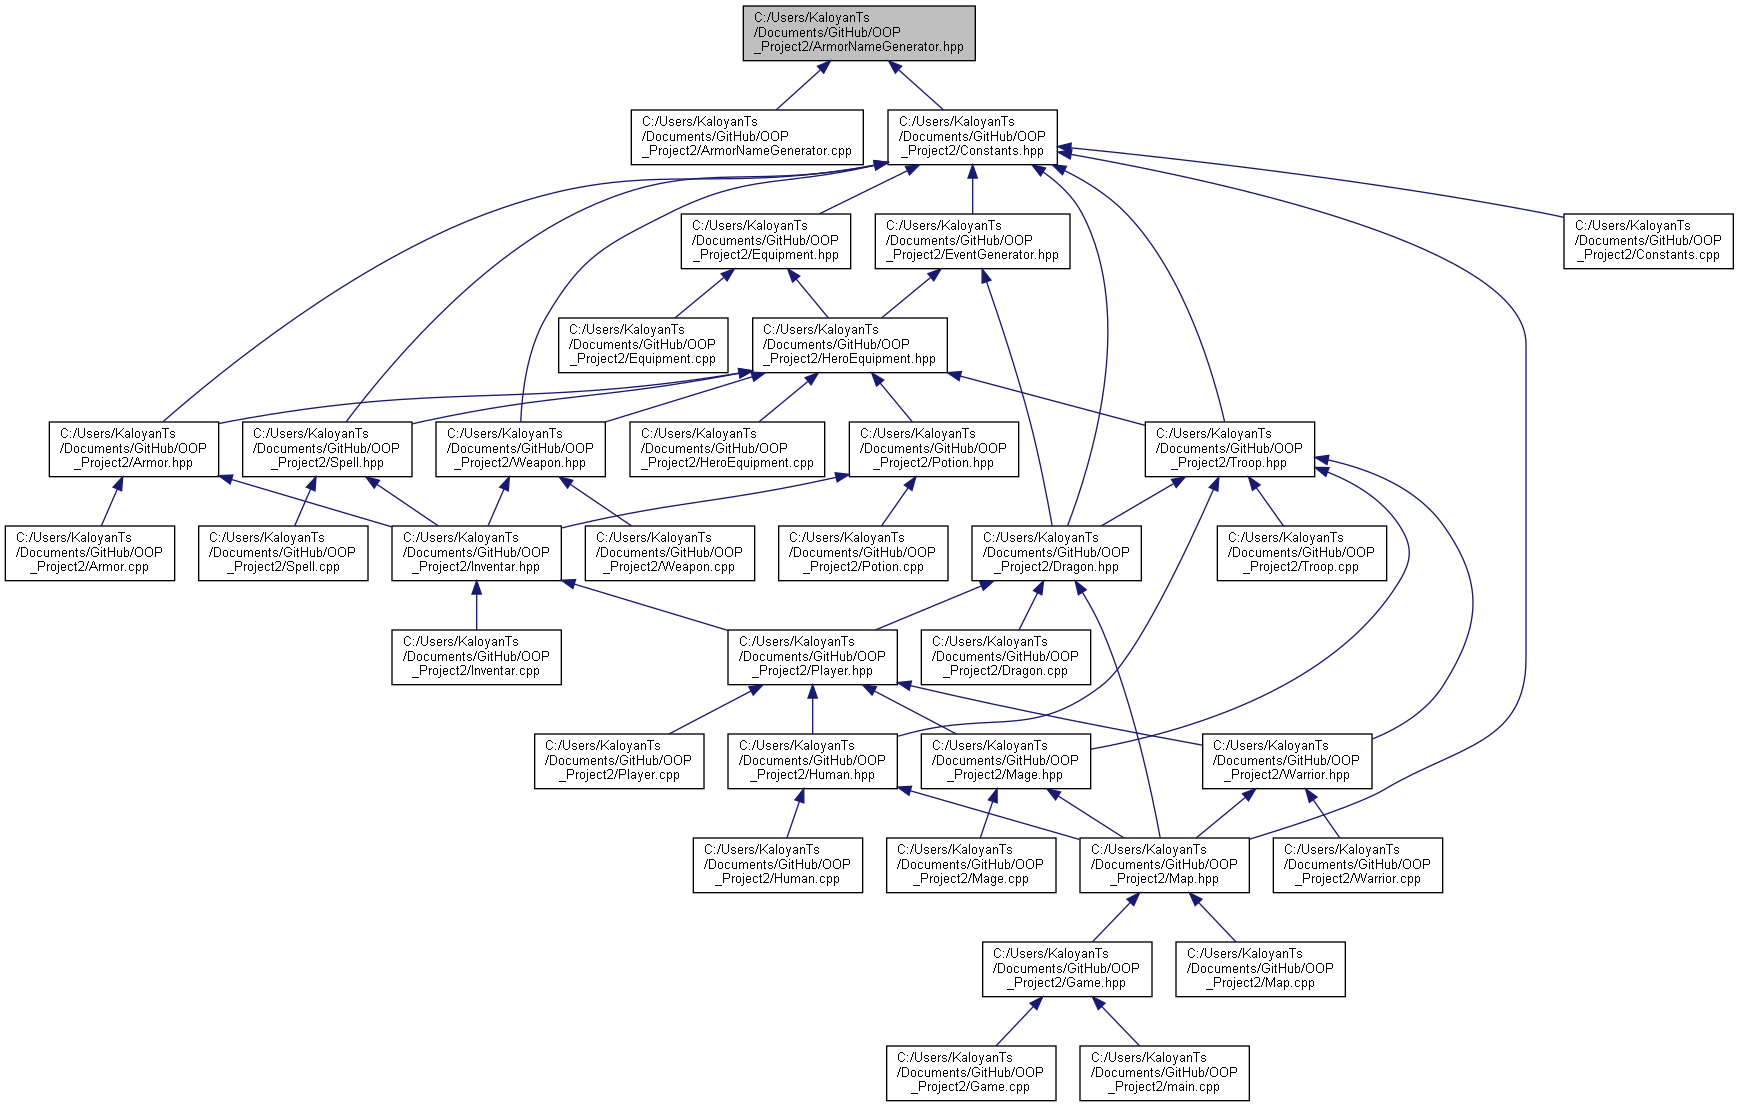 C:/Users/KaloyanTs
/Documents/GitHub/OOP
_Project2/ArmorNameGenerator.hpp
C:/Users/KaloyanTs
/Documents/GitHub/OOP
_Project2/ArmorNameGenerator.cpp
C:/Users/KaloyanTs
/Documents/GitHub/OOP
_Project2/Constants.hpp
C:/Users/KaloyanTs
/Documents/GitHub/OOP
_Project2/Equipment.hpp
C:/Users/KaloyanTs
/Documents/GitHub/OOP
_Project2/EventGenerator.hpp
C:/Users/KaloyanTs
/Documents/GitHub/OOP
_Project2/Constants.cpp
C:/Users/KaloyanTs
/Documents/GitHub/OOP
_Project2/Equipment.cpp
C:/Users/KaloyanTs
/Documents/GitHub/OOP
_Project2/HeroEquipment.hpp
C:/Users/KaloyanTs
/Documents/GitHub/OOP
_Project2/Armor.hpp
C:/Users/KaloyanTs
/Documents/GitHub/OOP
_Project2/Spell.hpp
C:/Users/KaloyanTs
/Documents/GitHub/OOP
_Project2/Weapon.hpp
C:/Users/KaloyanTs
/Documents/GitHub/OOP
_Project2/HeroEquipment.cpp
C:/Users/KaloyanTs
/Documents/GitHub/OOP
_Project2/Potion.hpp
C:/Users/KaloyanTs
/Documents/GitHub/OOP
_Project2/Troop.hpp
C:/Users/KaloyanTs
/Documents/GitHub/OOP
_Project2/Armor.cpp
C:/Users/KaloyanTs
/Documents/GitHub/OOP
_Project2/Spell.cpp
C:/Users/KaloyanTs
/Documents/GitHub/OOP
_Project2/Inventar.hpp
C:/Users/KaloyanTs
/Documents/GitHub/OOP
_Project2/Weapon.cpp
C:/Users/KaloyanTs
/Documents/GitHub/OOP
_Project2/Potion.cpp
C:/Users/KaloyanTs
/Documents/GitHub/OOP
_Project2/Dragon.hpp
C:/Users/KaloyanTs
/Documents/GitHub/OOP
_Project2/Troop.cpp
C:/Users/KaloyanTs
/Documents/GitHub/OOP
_Project2/Inventar.cpp
C:/Users/KaloyanTs
/Documents/GitHub/OOP
_Project2/Player.hpp
C:/Users/KaloyanTs
/Documents/GitHub/OOP
_Project2/Dragon.cpp
C:/Users/KaloyanTs
/Documents/GitHub/OOP
_Project2/Player.cpp
C:/Users/KaloyanTs
/Documents/GitHub/OOP
_Project2/Human.hpp
C:/Users/KaloyanTs
/Documents/GitHub/OOP
_Project2/Mage.hpp
C:/Users/KaloyanTs
/Documents/GitHub/OOP
_Project2/Warrior.hpp
C:/Users/KaloyanTs
/Documents/GitHub/OOP
_Project2/Human.cpp
C:/Users/KaloyanTs
/Documents/GitHub/OOP
_Project2/Mage.cpp
C:/Users/KaloyanTs
/Documents/GitHub/OOP
_Project2/Map.hpp
C:/Users/KaloyanTs
/Documents/GitHub/OOP
_Project2/Warrior.cpp
C:/Users/KaloyanTs
/Documents/GitHub/OOP
_Project2/Game.hpp
C:/Users/KaloyanTs
/Documents/GitHub/OOP
_Project2/Map.cpp
C:/Users/KaloyanTs
/Documents/GitHub/OOP
_Project2/Game.cpp
C:/Users/KaloyanTs
/Documents/GitHub/OOP
_Project2/main.cpp